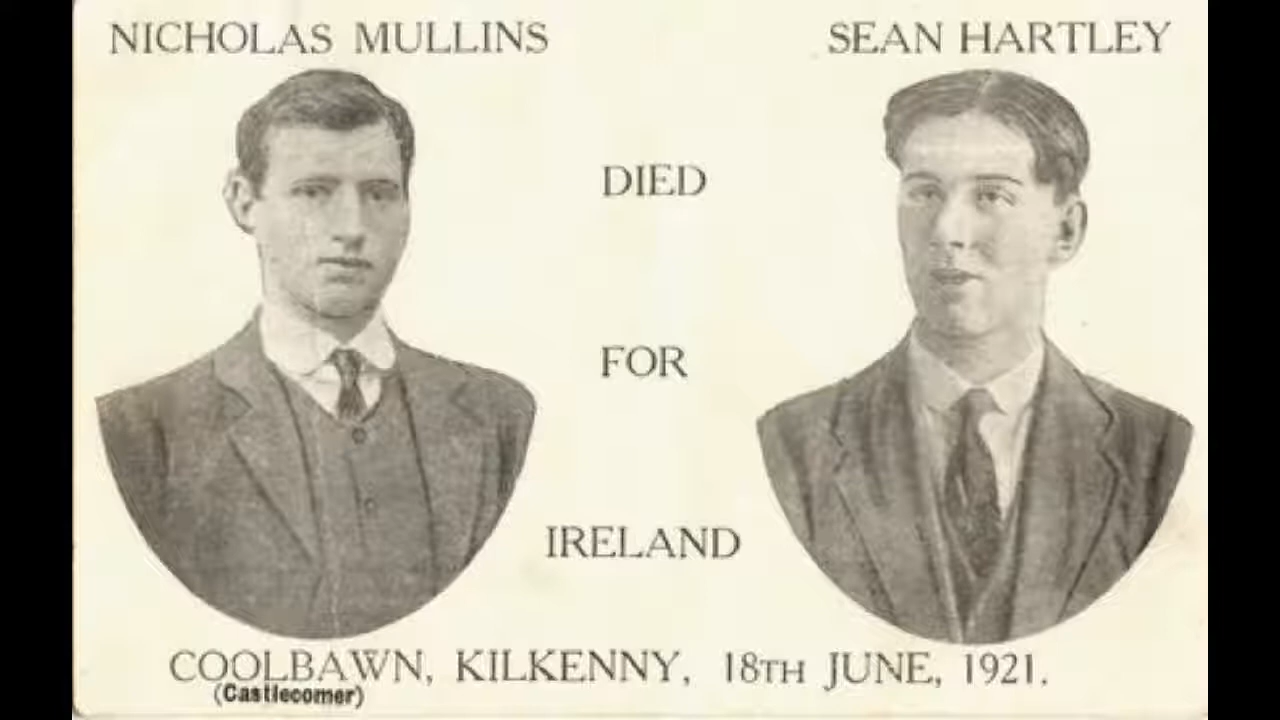 NICHOLAS MULLINS
SEAN HARTLEY
DIED
FOR
IRELAND
COOLBAWN, KILKENNY, 18TH JUNE, 1921.
(Castlecomer)